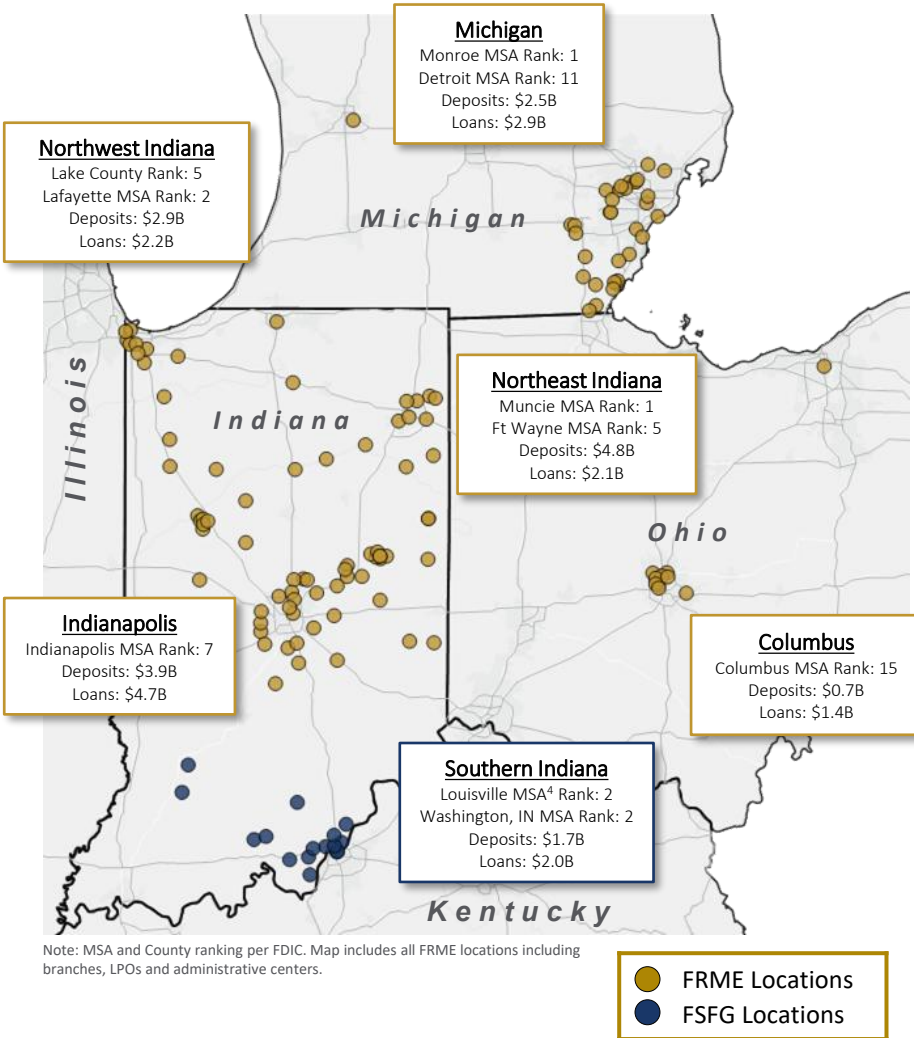 Michigan
Monroe MSA Rank: 1
Detroit MSA Rank: 11
Deposits: $2.5B
Loans: $2.9B
Northwest Indiana
Lake County Rank: 5
Lafayette MSA Rank: 2
Deposits: $2.9B
Loans: $2.2B
Michigan
Illinois
Indiana
Northeast Indiana
Muncie MSA Rank: 1
Ft Wayne MSA Rank: 5
Deposits: $4.8B
Loans: $2.1B
Ohio
Indianapolis
Indianapolis MSA Rank: 7
Deposits: $3.9B
Loans: $4.7B
Columbus
Columbus MSA Rank: 15
Deposits: $0.7B
Loans: $1.4B
Southern Indiana
Louisville MSA⁴ Rank: 2
Washington, IN MSA Rank: 2
Deposits: $1.7B
Loans: $2.0B
Kentucky
Note: MSA and County ranking per FDIC. Map includes all FRME locations including
branches, LPOs and administrative centers.
FRME Locations
FSFG Locations